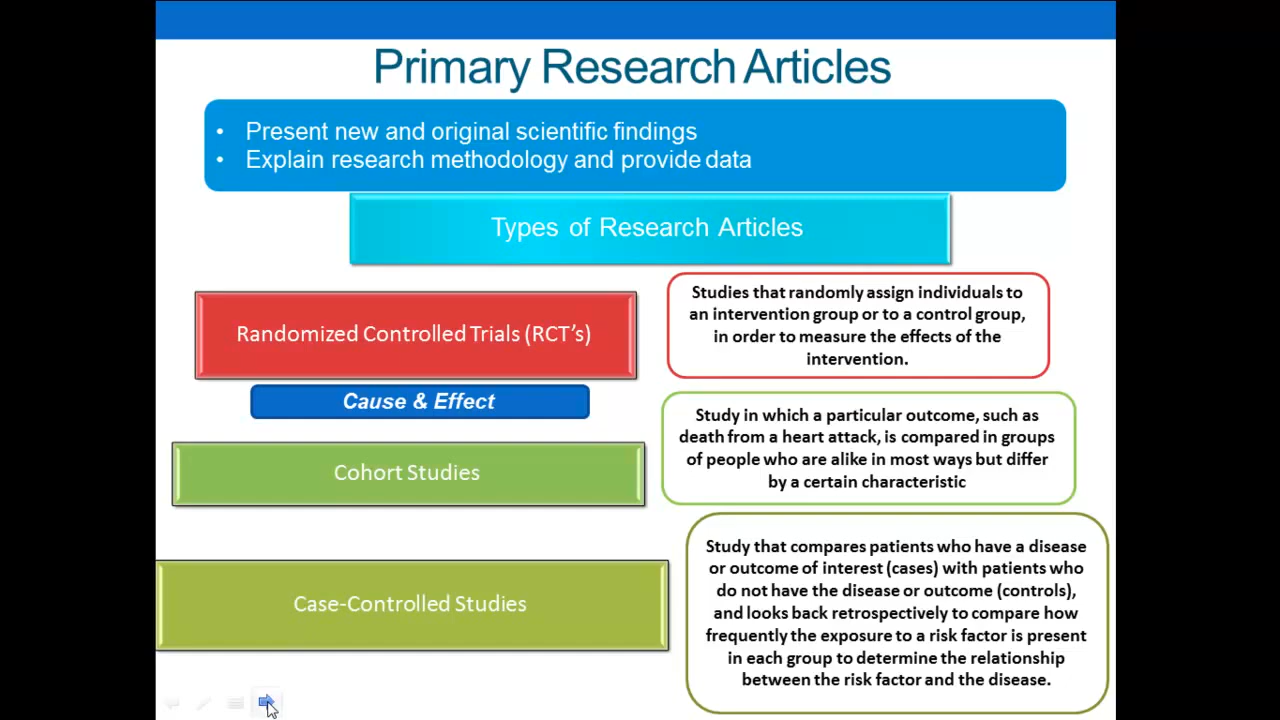 Primary Research Articles
• Present new and original scientific findings
• Explain research methodology and provide data
Types of Research Articles
Randomized Controlled Trials (RCT's)
Studies that randomly assign individuals to
an intervention group or to a control group,
in order to measure the effects of the
intervention.
Cause & Effect
Cohort Studies
Study in which a particular outcome, such as
death from a heart attack, is compared in groups
of people who are alike in most ways but differ
by a certain characteristic
Case-Controlled Studies
Study that compares patients who have a disease
or outcome of interest (cases) with patients who
do not have the disease or outcome (controls),
and looks back retrospectively to compare how
frequently the exposure to a risk factor is present
in each group to determine the relationship
between the risk factor and the disease.